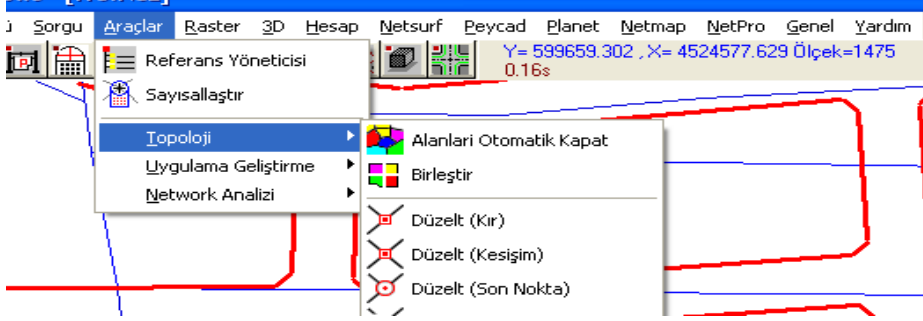 Sorgu Araçlar Raster 3D Hesap Netsurf Peycad Planet Netmap NetPro Genel Yardım
Y= 599659.302 , X= 4524577.629 Ölçek=1475
0.16s
Referans Yöneticisi
Sayısallaştır
Topoloji
Uygulama Geliştirme
Network Analizi
Alanlari Otomatik Kapat
Birleştir
Düzelt (Kır)
Düzelt (Kesişim)
Düzelt (Son Nokta)